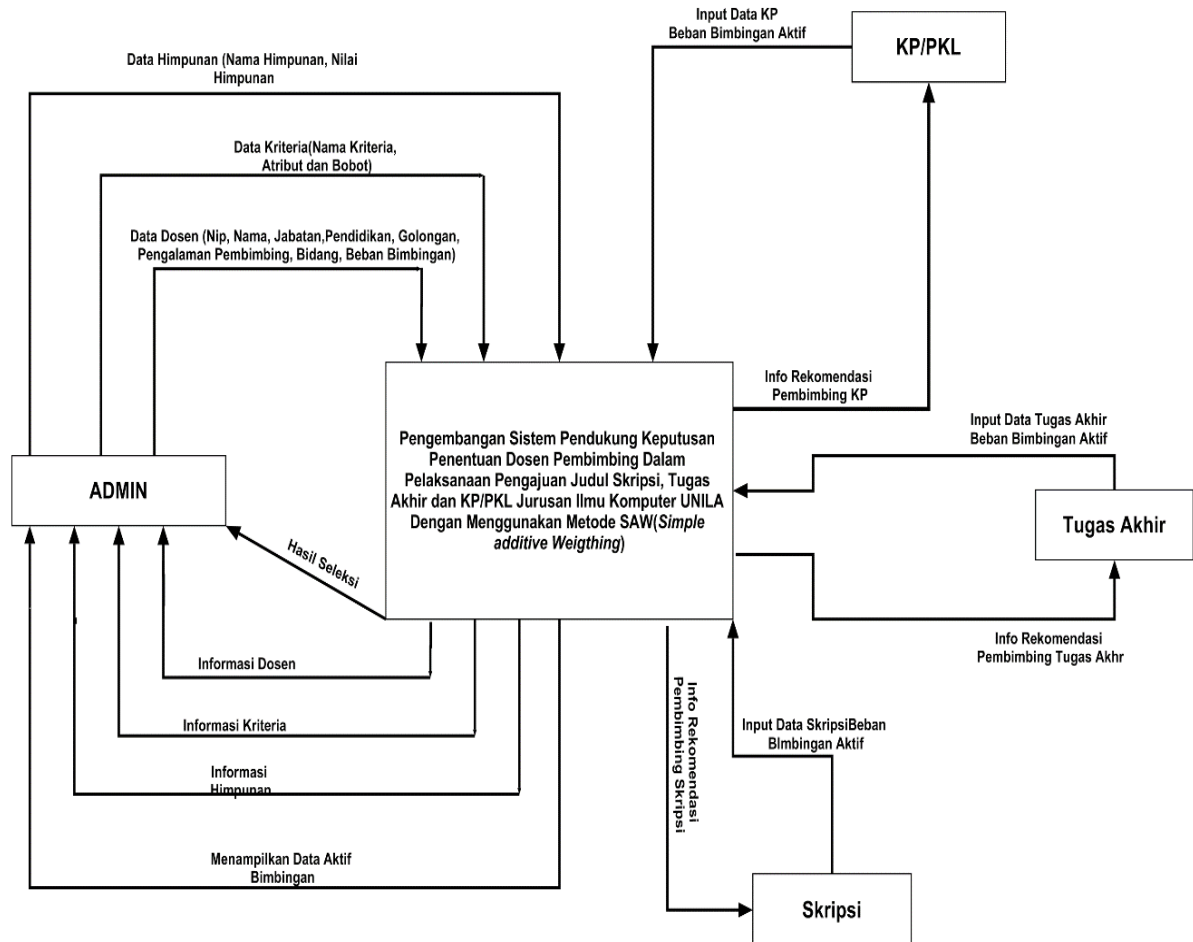 Input Data KP
Beban Bimbingan Aktif
KP/PKL
Data Himpunan (Nama Himpunan, Nilai
Himpunan
Data Kriteria(Nama Kriteria,
Atribut dan Bobot)
Data Dosen (Nip, Nama, Jabatan,Pendidikan, Golongan,
Pengalaman Pembimbing, Bidang, Beban Bimbingan)
Info Rekomendasi
Pembimbing KP
Input Data Tugas Akhir
Beban Bimbingan Aktif
Pengembangan Sistem Pendukung Keputusan
Penentuan Dosen Pembimbing Dalam
Pelaksanaan Pengajuan Judul Skripsi, Tugas
Akhir dan KP/PKL Jurusan Ilmu Komputer UNILA
Dengan Menggunakan Metode SAW(Simple
additive Weigthing)
ADMIN
Tugas Akhir
Hasil Seleksi
Info Rekomendasi
Pembimbing Tugas Akhr
Informasi Dosen
Informasi Kriteria
Informasi
Himpunan
Menampilkan Data Aktif
Bimbingan
Info Rekomendasi
Pembimbing Skripsi
Input Data SkripsiBeban
BImbingan Aktif
Skripsi